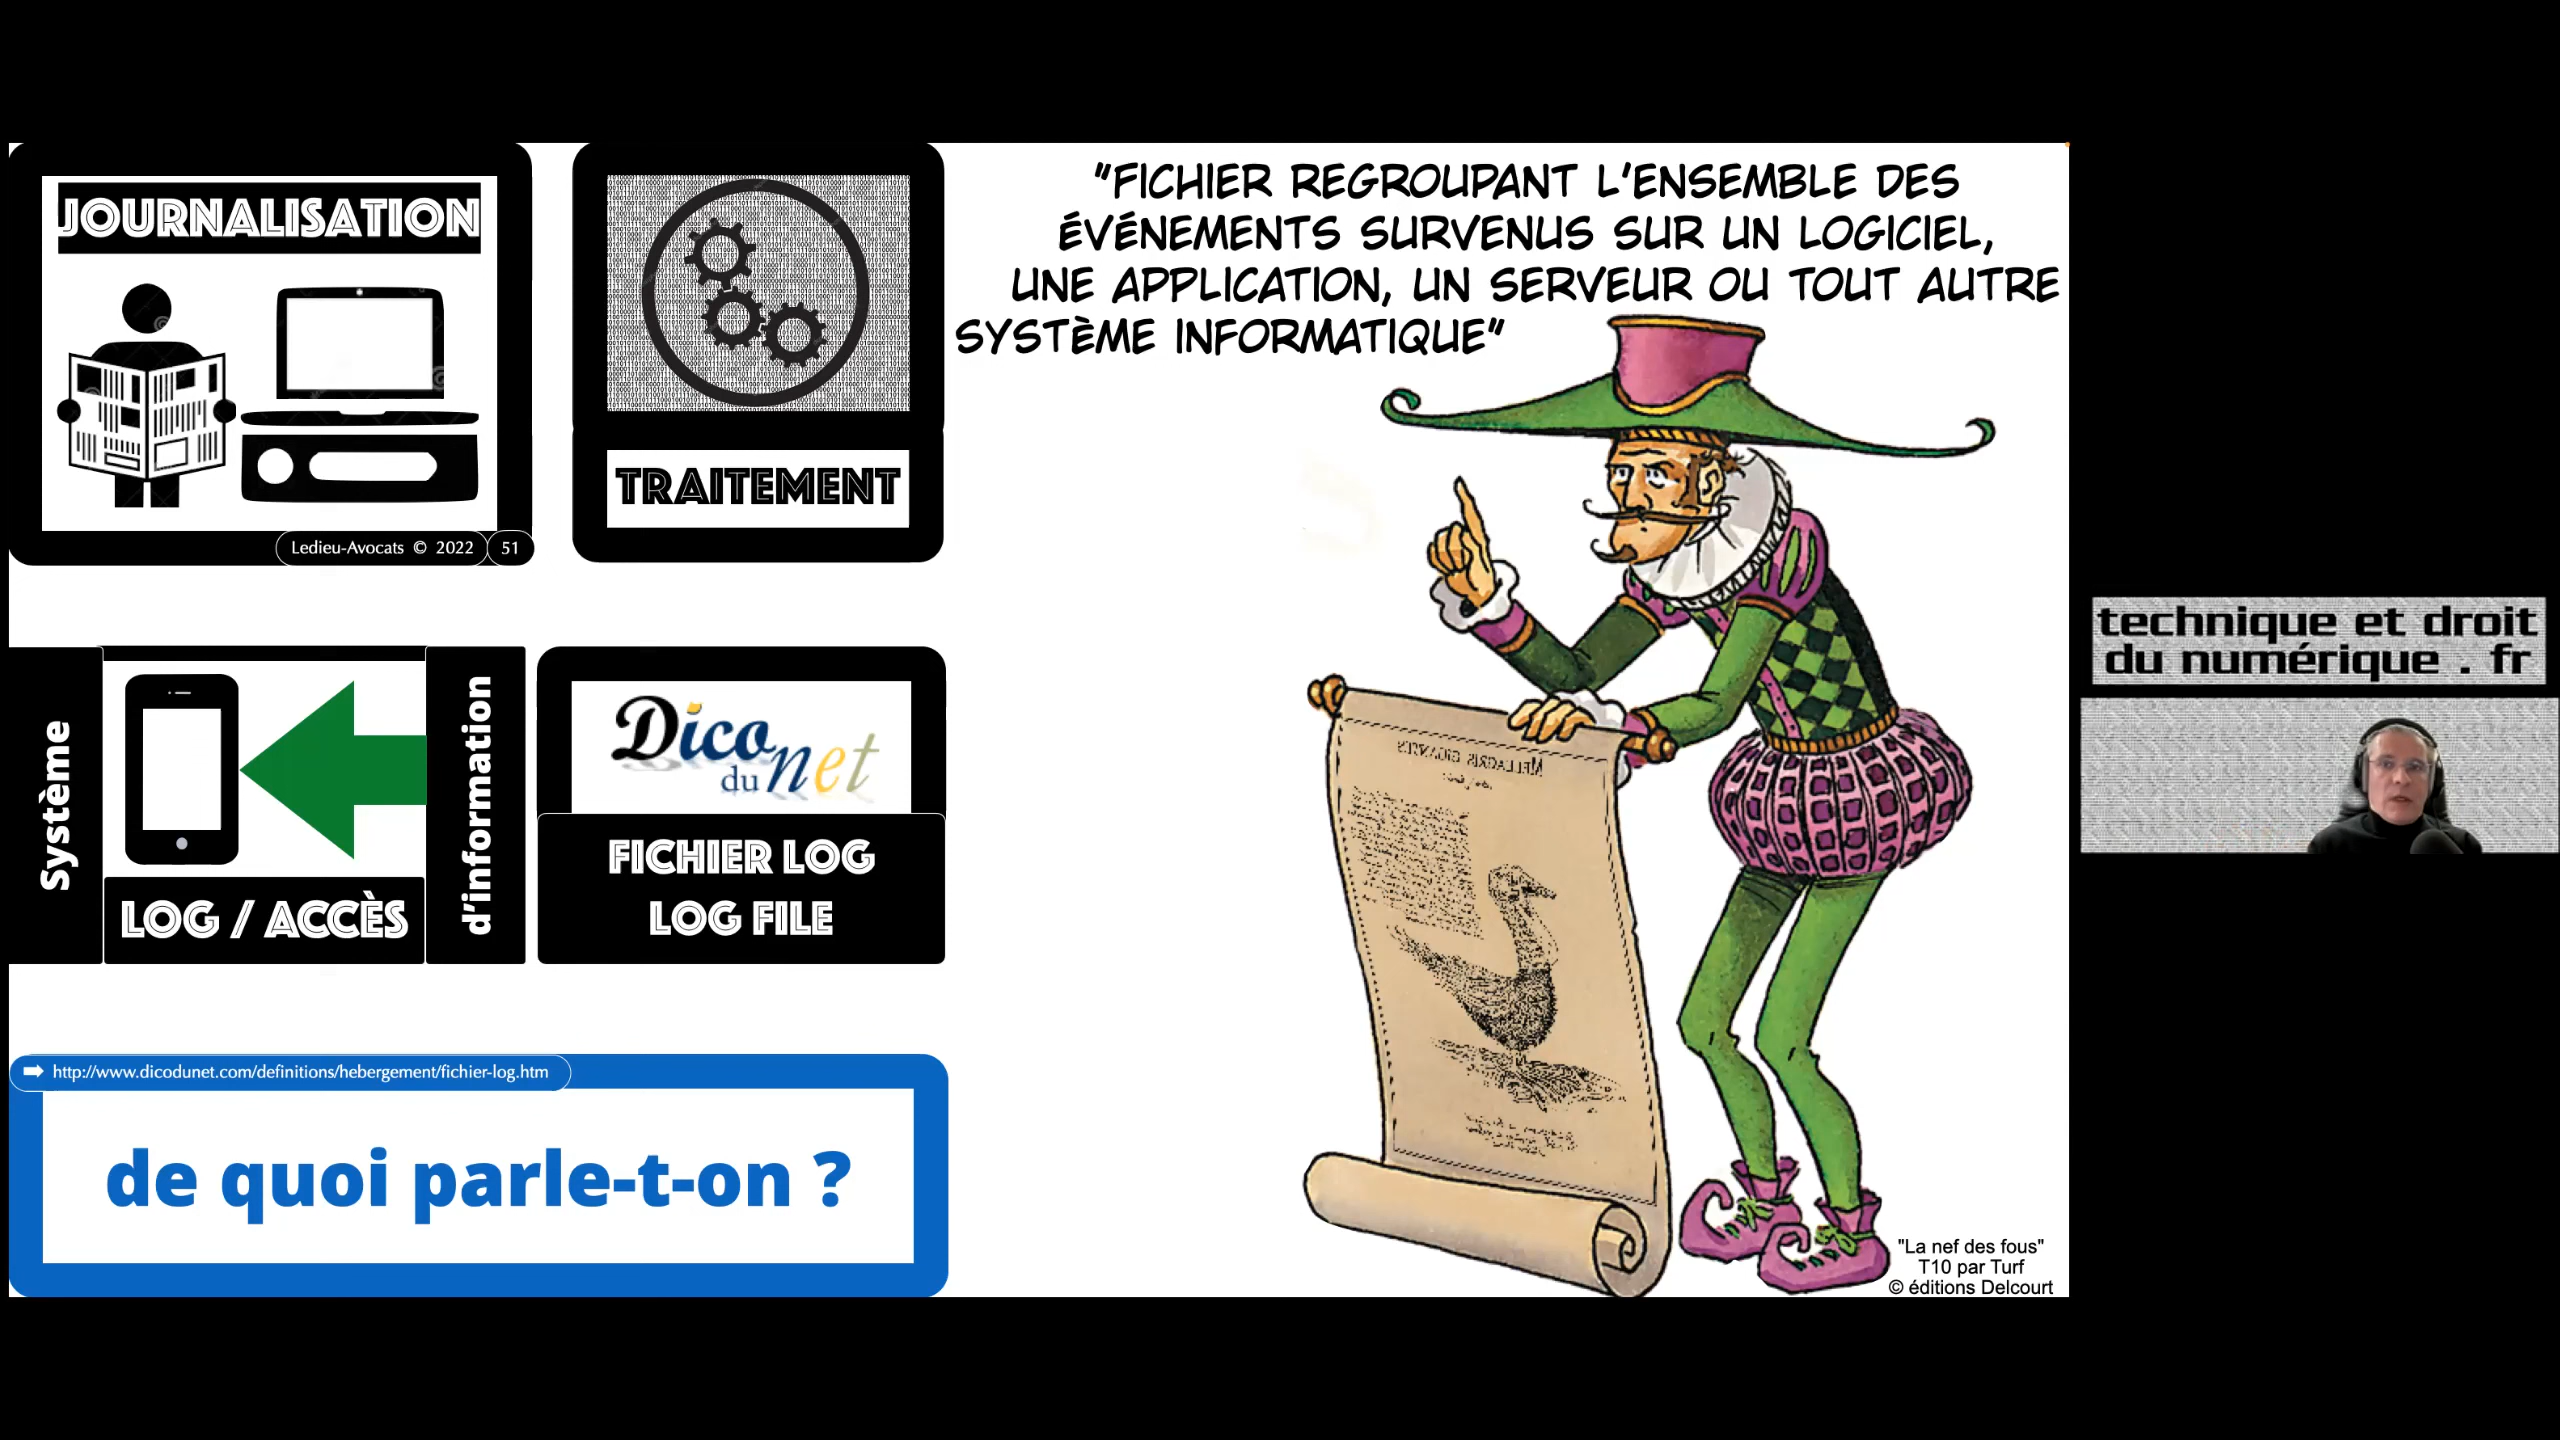 JOURNALISATION
Ledieu-Avocats © 2022 51
TRAITEMENT
"FICHIER REGROUPANT L'ENSEMBLE DES
ÉVÉNEMENTS SURVENUS SUR UN LOGICIEL,
UNE APPLICATION, UN SERVEUR OU TOUT AUTRE
SYSTÈME INFORMATIQUE"
Système
LOG / ACCÈS
d'information
Dico du net
FICHIER LOG
LOG FILE
http://www.dicodunet.com/definitions/hebergement/fichier-log.htm
de quoi parle-t-on ?
"La nef des fous"
T10 par Turf
© éditions Delcourt
technique et droit
du numérique . fr